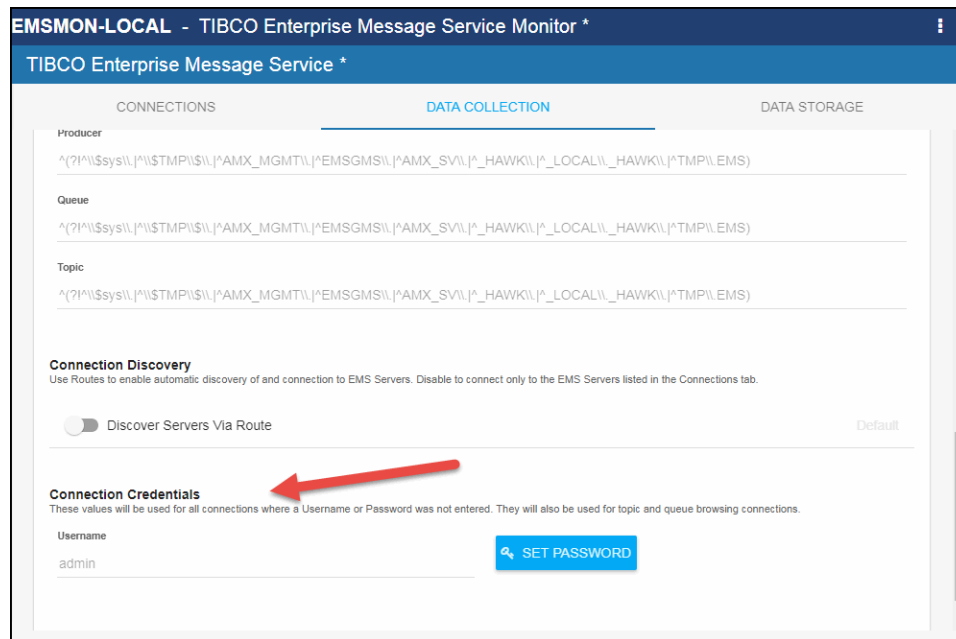 EMSMON-LOCAL - TIBCO Enterprise Message Service Monitor *
TIBCO Enterprise Message Service *
CONNECTIONS DATA COLLECTION DATA STORAGE
Producer
^(?!^\\$sys\\.|^\\$TMP\\$\\.|^AMX_MGMT\\.|^EMSGMS\\.|^AMX_SV\\.|^_HAWK\\.|^_LOCAL\\._HAWK\\.|^TMP\\.EMS)
Queue
^(?!^\\$sys\\.|^\\$TMP\\$\\.|^AMX_MGMT\\.|^EMSGMS\\.|^AMX_SV\\.|^_HAWK\\.|^_LOCAL\\._HAWK\\.|^TMP\\.EMS)
Topic
^(?!^\\$sys\\.|^\\$TMP\\$\\.|^AMX_MGMT\\.|^EMSGMS\\.|^AMX_SV\\.|^_HAWK\\.|^_LOCAL\\._HAWK\\.|^TMP\\.EMS)
Connection Discovery
Use Routes to enable automatic discovery of and connection to EMS Servers. Disable to connect only to the EMS Servers listed in the Connections tab.
Discover Servers Via Route Default
Connection Credentials
These values will be used for all connections where a Username or Password was not entered. They will also be used for topic and queue browsing connections.
Username
admin
SET PASSWORD